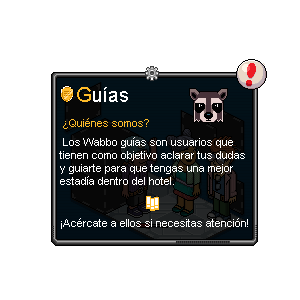 Guías
¿Quiénes somos?
Los Wabbo guías son usuarios que
tienen como objetivo aclarar tus dudas
y guiarte para que tengas una mejor
estadía dentro del hotel.
¡Acércate a ellos si necesitas atención!